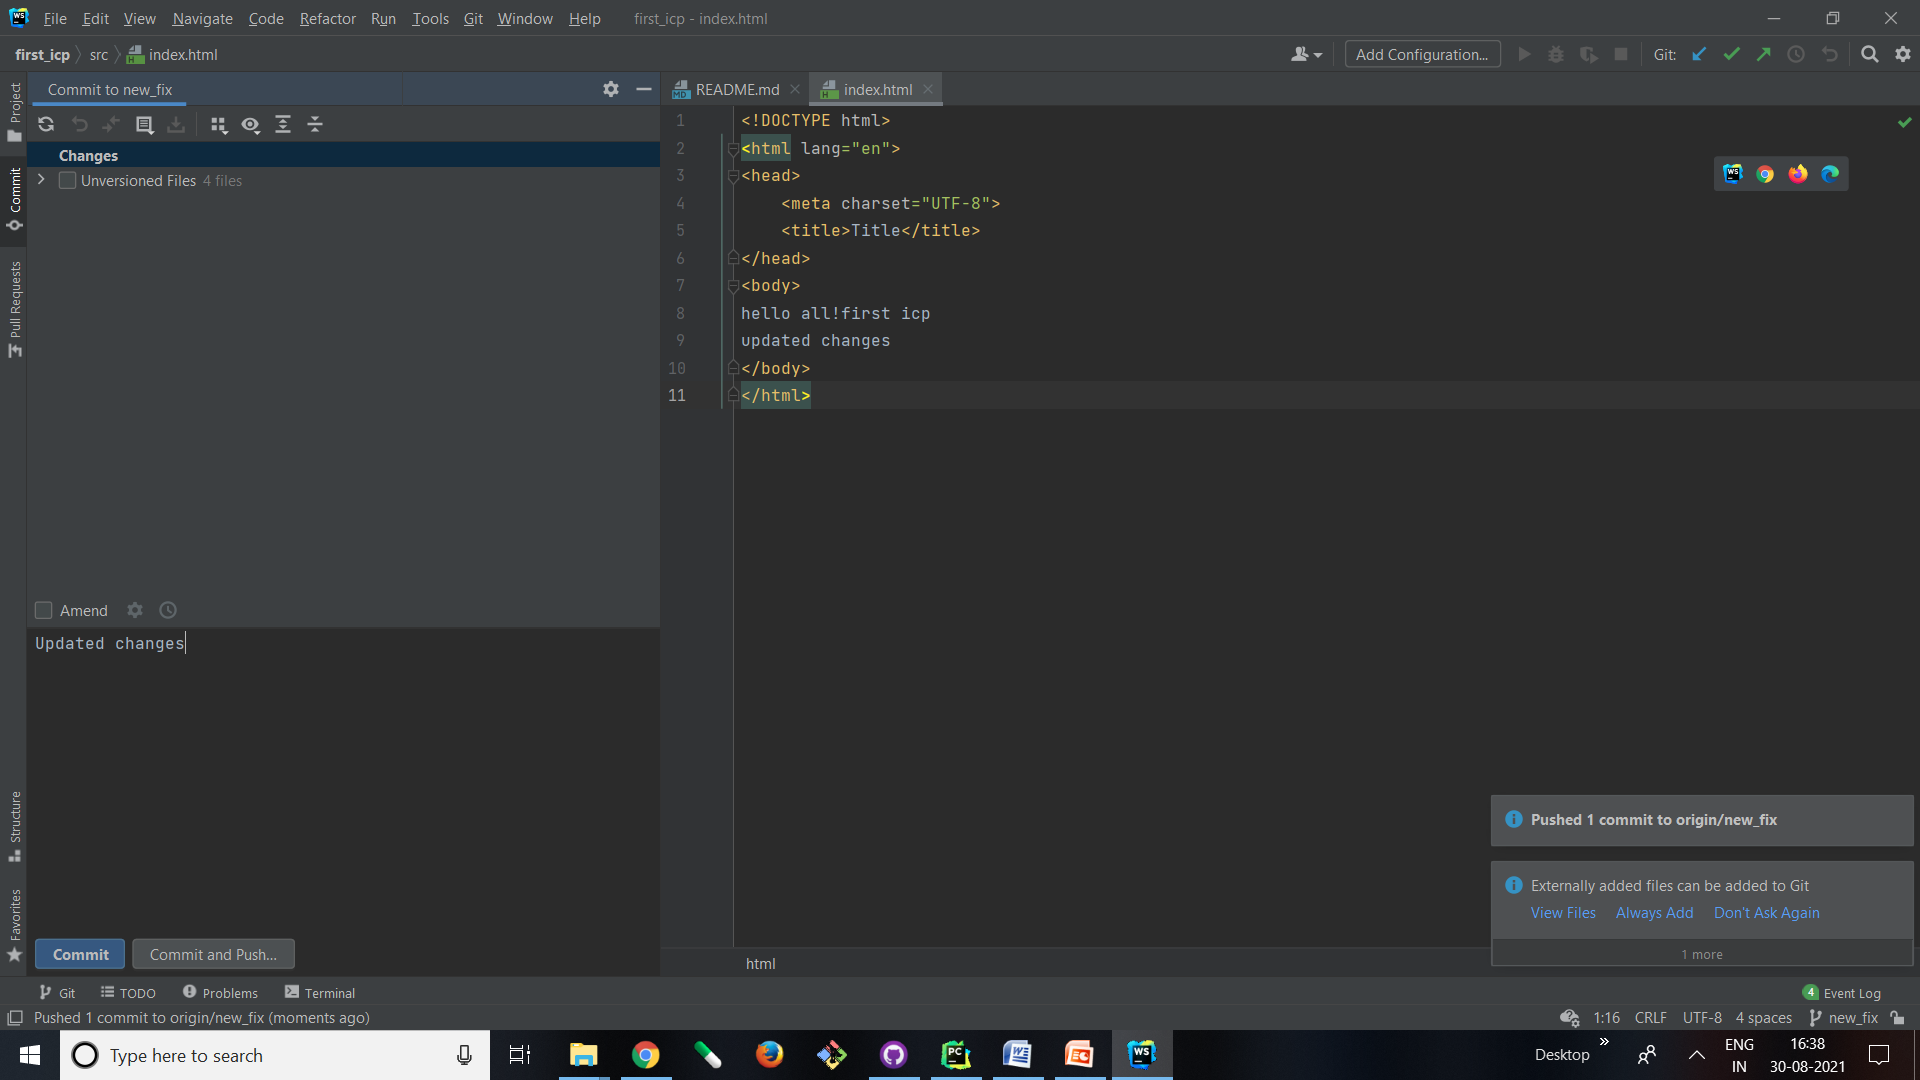 File Edit View Navigate Code Refactor Run Tools Git Window Help first_icp - index.html
first_icp src index.html Add Configuration... Git:
Commit to new_fix
README.md index.html
Project
Commit
Pull Requests
Structure
Favorites
Changes
Unversioned Files 4 files
1 <!DOCTYPE html>
2 <html lang="en">
3 <head>
4 <meta charset="UTF-8">
5 <title>Title</title>
6 </head>
7 <body>
8 hello all!first icp
9 updated changes
10 </body>
11 </html>
Amend
Updated changes
Commit Commit and Push...
html
Pushed 1 commit to origin/new_fix
Externally added files can be added to Git
View Files Always Add Don't Ask Again
1 more
Git TODO Problems Terminal 4 Event Log
Pushed 1 commit to origin/new_fix (moments ago) 1:16 CRLF UTF-8 4 spaces new_fix
Type here to search
Desktop
ENG
IN
16:38
30-08-2021